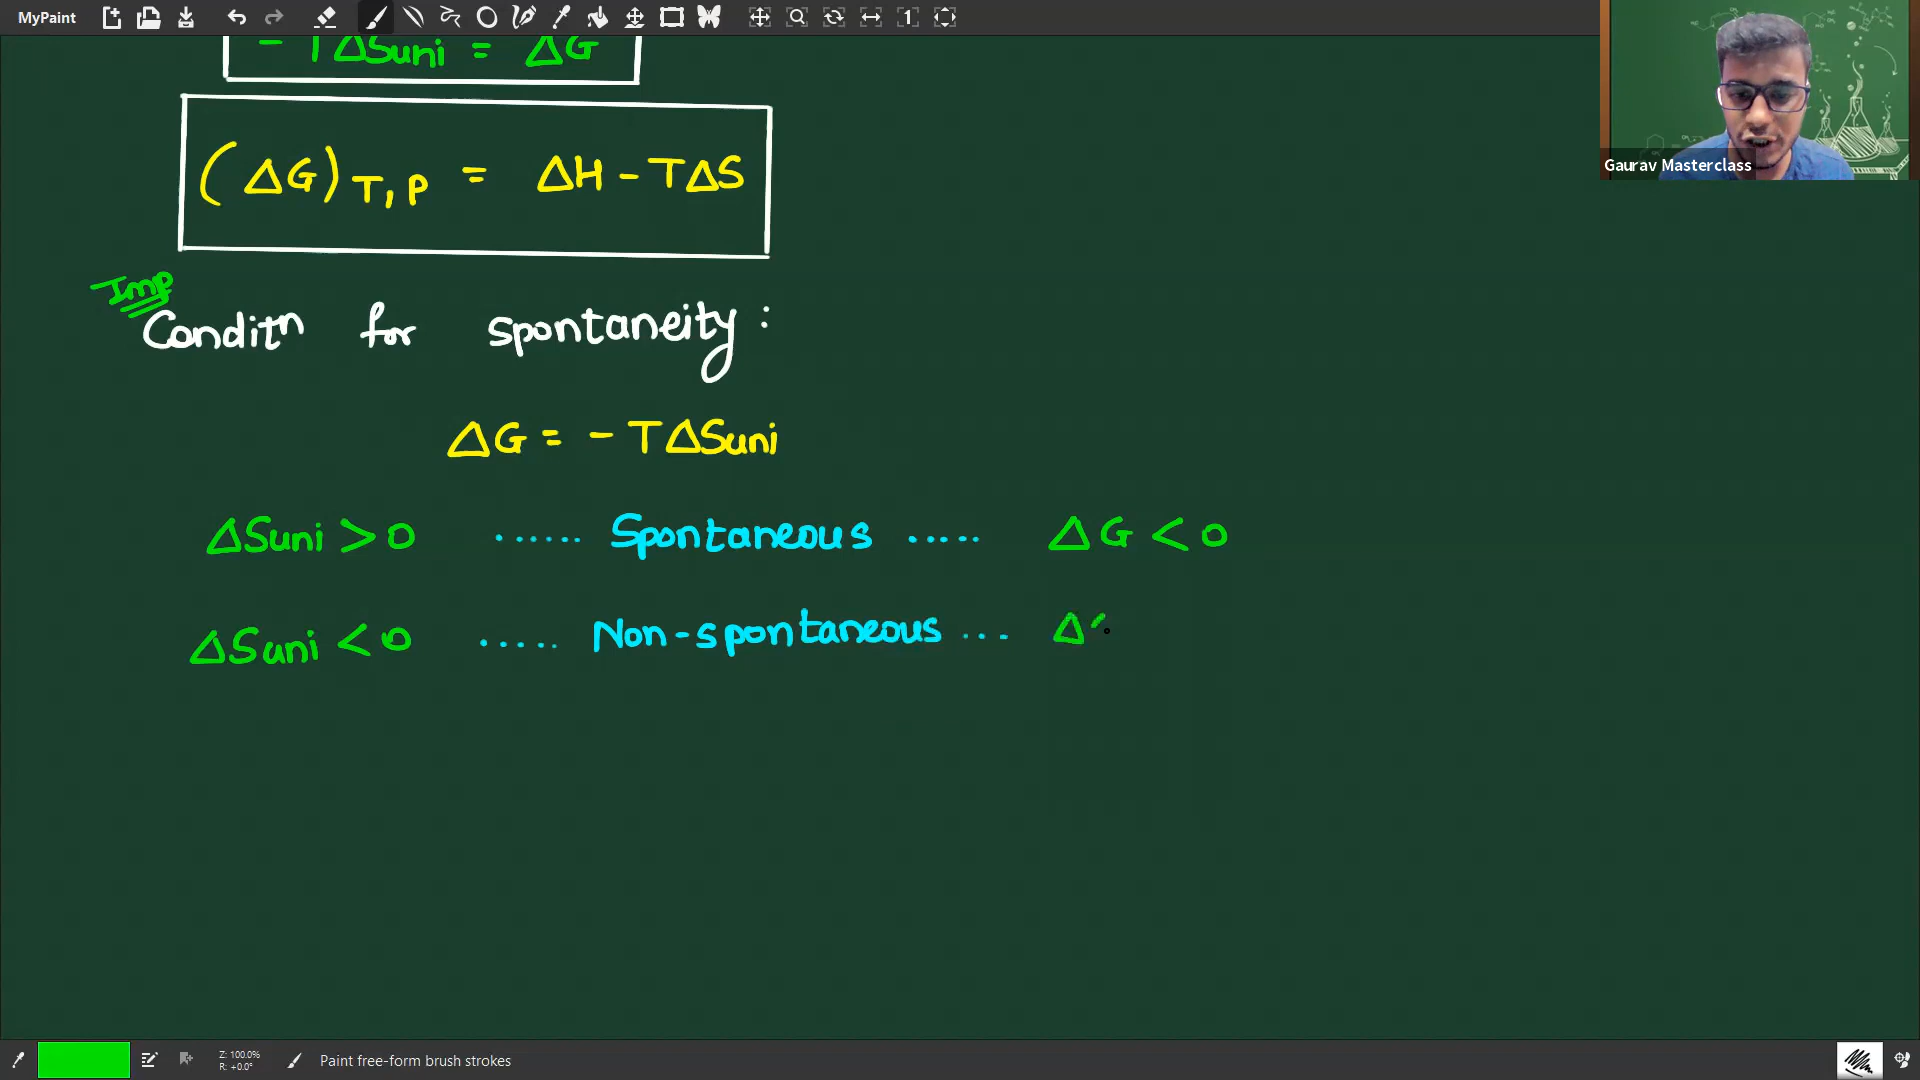 MyPaint
- TΔSuni = ΔG
Gaurav Masterclass
(ΔG)T,P = ΔH - TΔS
Imp
Conditn for spontaneity :
ΔG = - TΔSuni
ΔSuni > 0 ...... Spontaneous ..... ΔG < 0
ΔSuni < 0 ..... Non-spontaneous ... Δ
Z: 100.0%
R: +0.0°
Paint free-form brush strokes